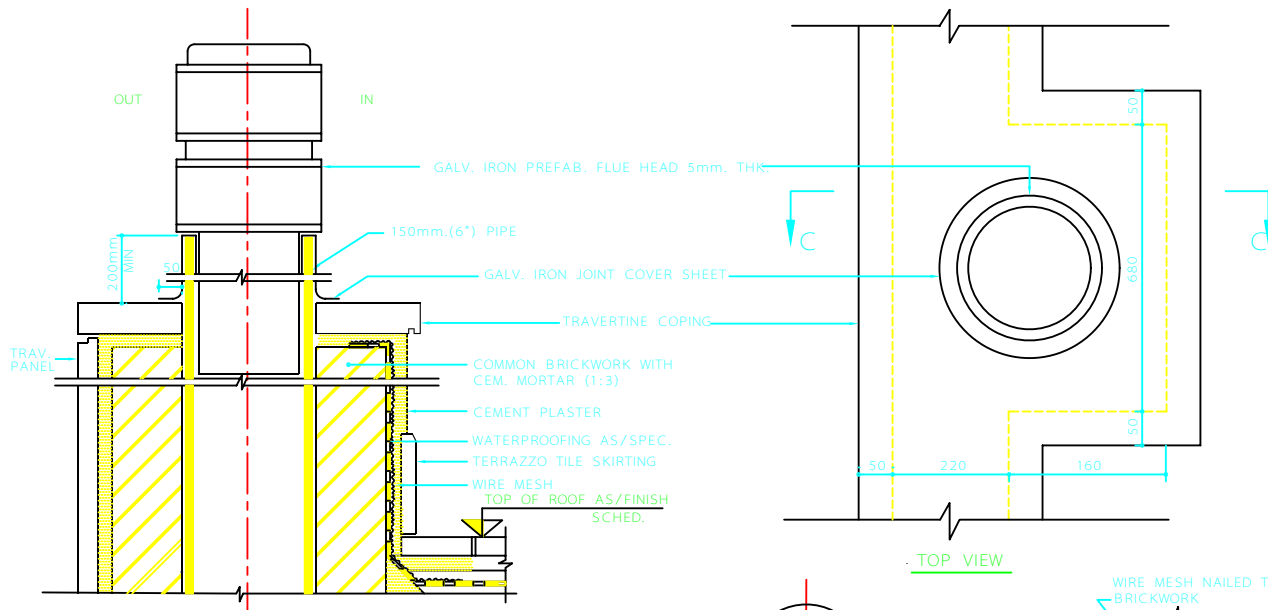 OUT
IN
GALV. IRON PREFAB. FLUE HEAD 5mm. THK.
150mm.(6") PIPE
200mm
MIN
50
GALV. IRON JOINT COVER SHEET
TRAVERTINE COPING
TRAV.
PANEL
COMMON BRICKWORK WITH
CEM. MORTAR (1:3)
CEMENT PLASTER
WATERPROOFING AS/SPEC.
TERRAZZO TILE SKIRTING
WIRE MESH
TOP OF ROOF AS/FINISH
SCHED.
50
C
C
680
50
50
220
160
TOP VIEW
WIRE MESH NAILED T
BRICKWORK